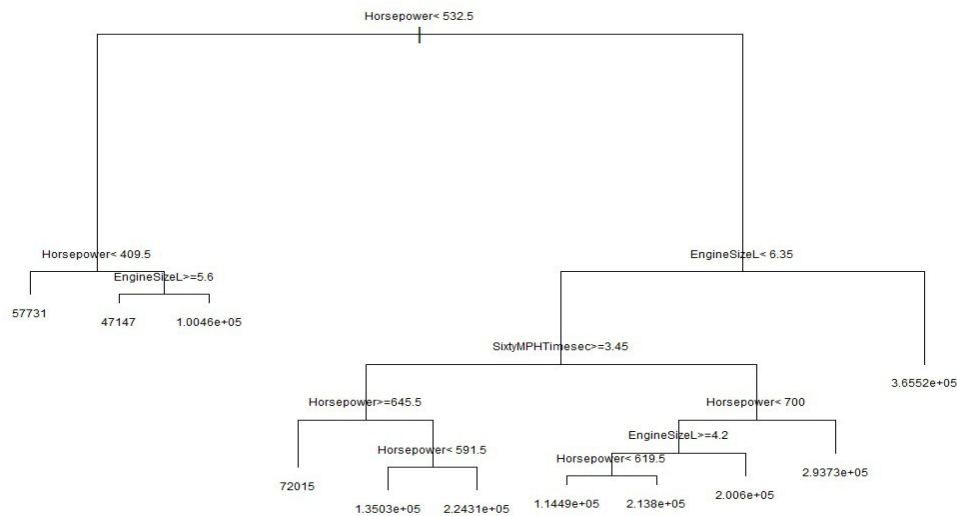 Horsepower< 532.5
Horsepower< 409.5
EngineSizeL< 6.35
EngineSizeL>=5.6
57731
47147
1.0046e+05
SixtyMPHTimesec>=3.45
3.6552e+05
Horsepower>=645.5
Horsepower< 700
EngineSizeL>=4.2
Horsepower< 591.5
Horsepower< 619.5
72015
2.9373e+05
1.3503e+05
2.2431e+05
1.1449e+05
2.138e+05
2.006e+05